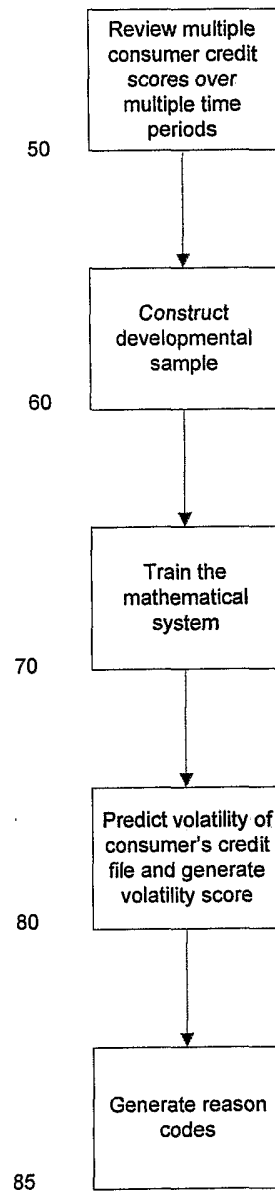 Review multiple
consumer credit
scores over
multiple time
periods
50
Construct
developmental
sample
60
Train the
mathematical
system
70
Predict volatility of
consumer's credit
file and generate
volatility score
80
Generate reason
codes
85